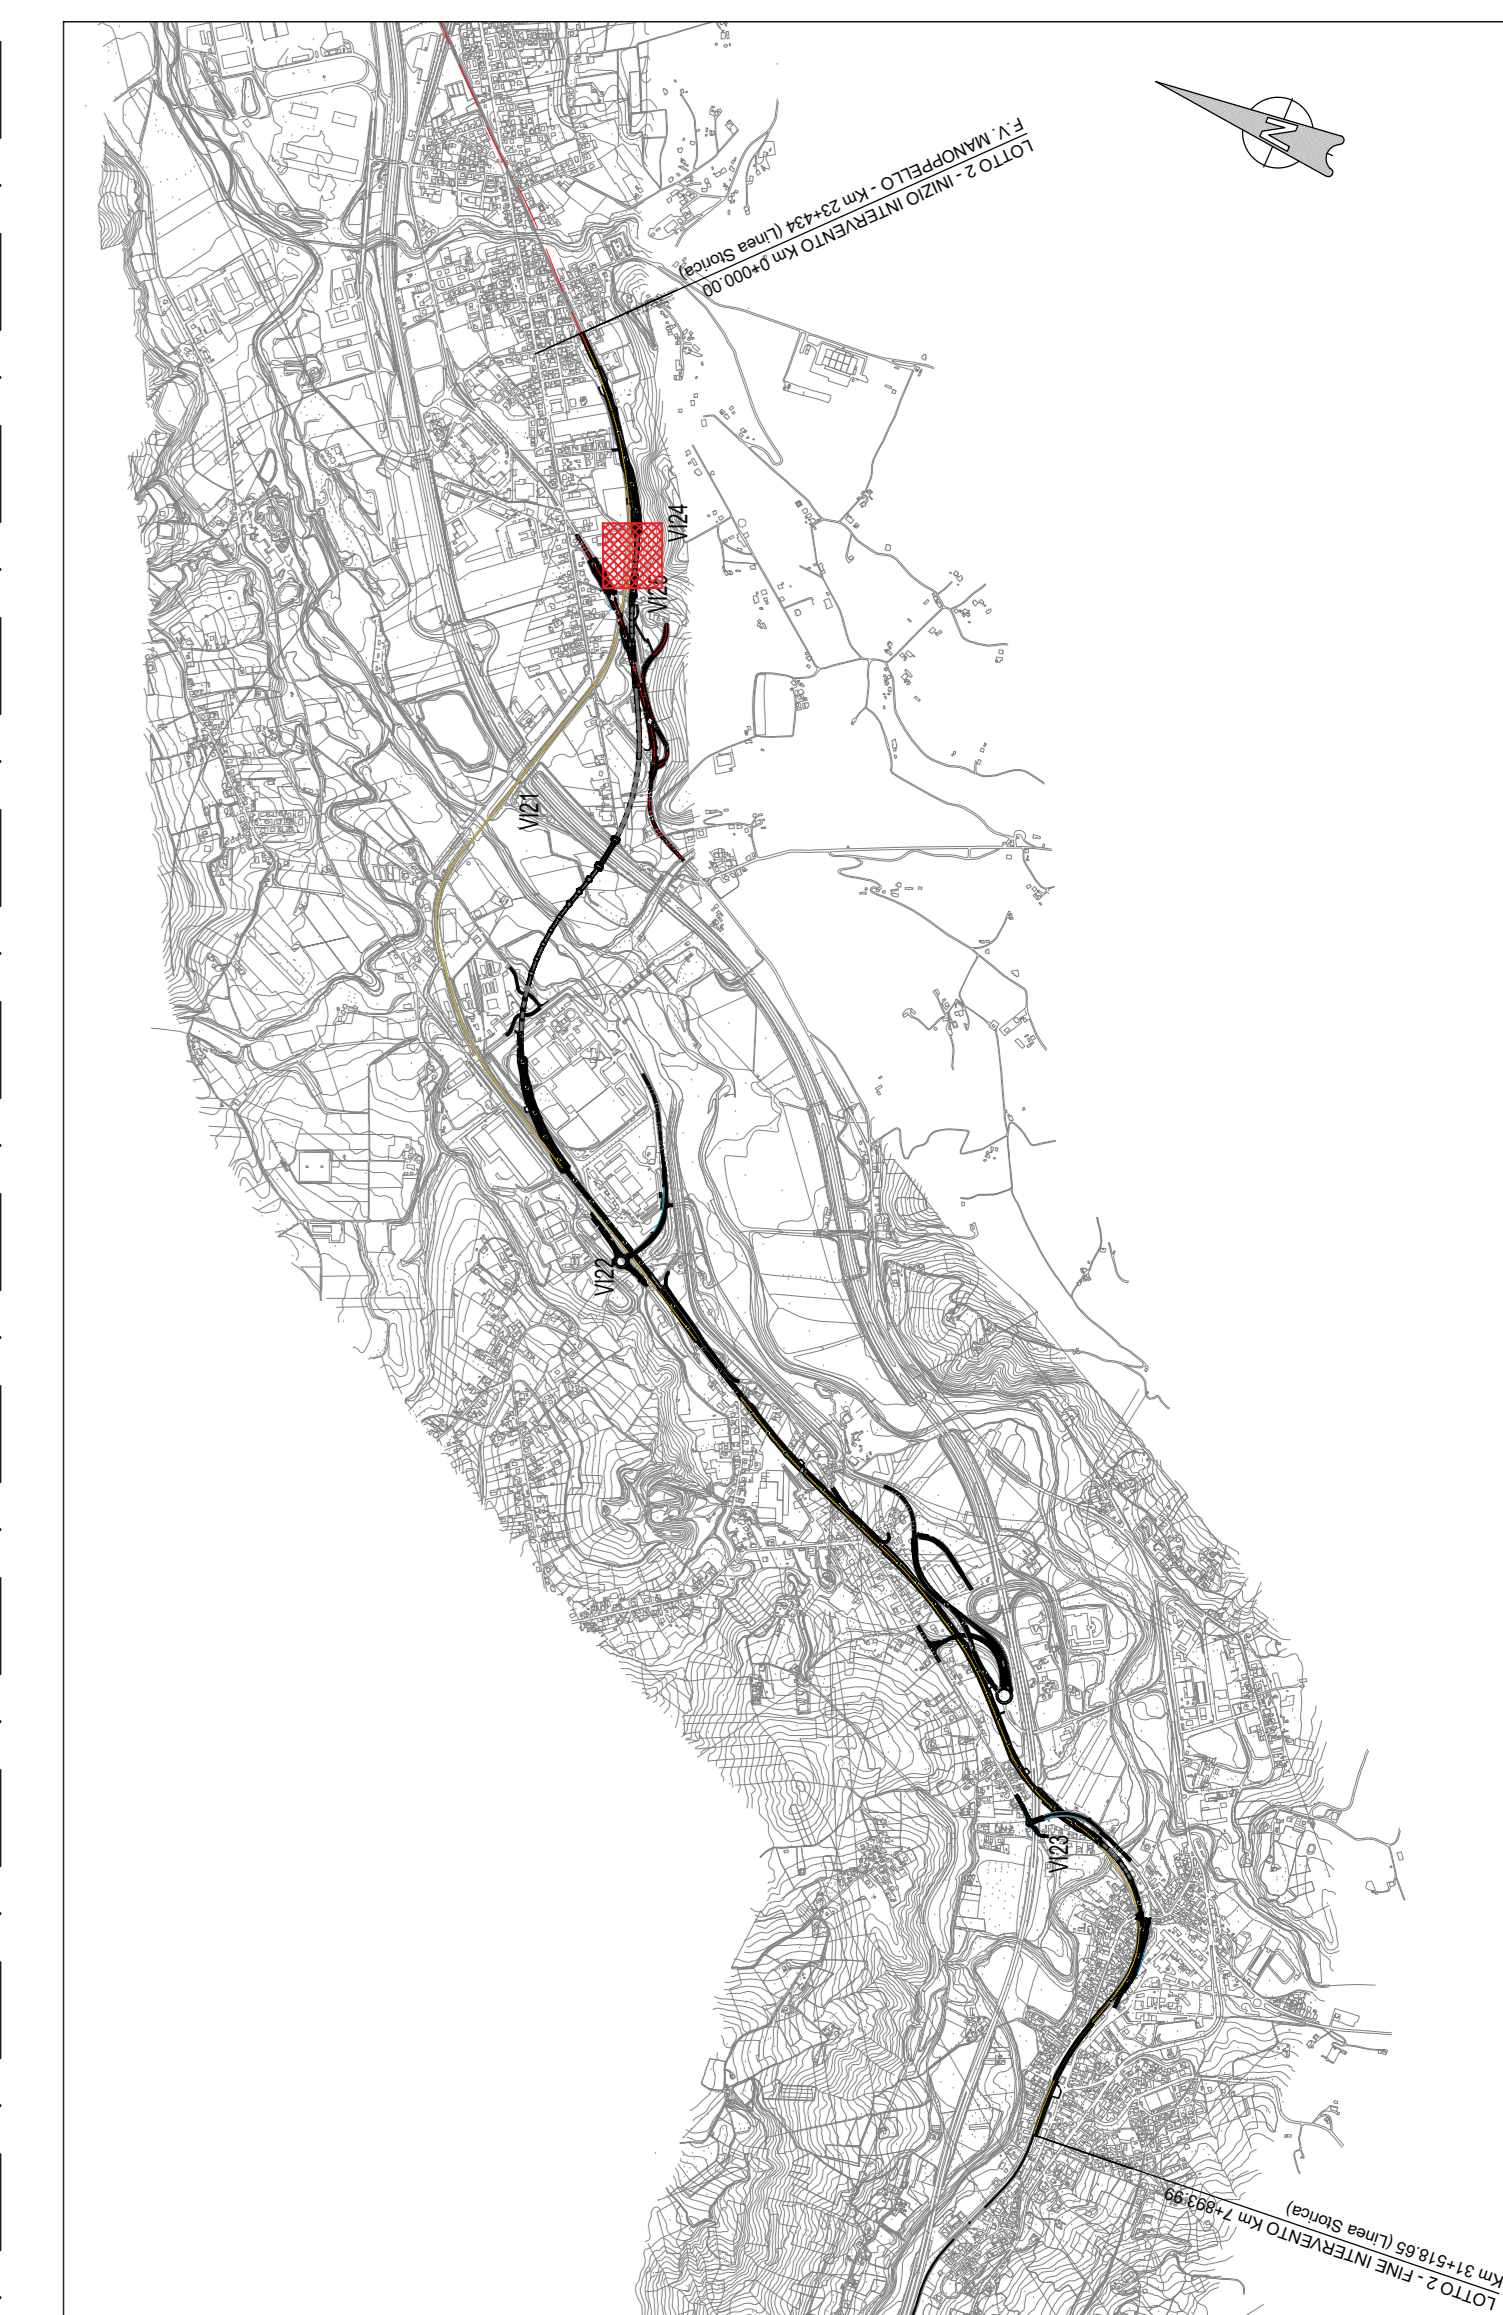 N
LOTTO 2 - INIZIO INTERVENTO Km 0+000.00
F.V. MANOPPELLO - Km 23+434 (Linea Storica)
VI24
VI21
VI22
VI23
LOTTO 2 - FINE INTERVENTO Km 7+893.99
Km 31+518.65 (Linea Storica)